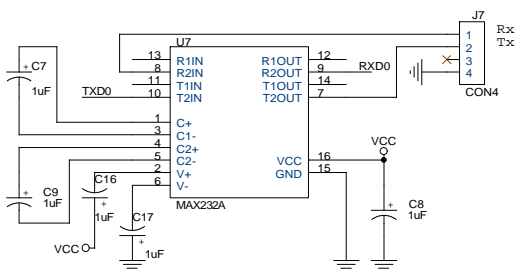 J7
Rx
Tx
1
2
3
4
CON4
U7
13 R1IN R1OUT 12
8 R2IN R2OUT 9 RXD0
11 T1IN T1OUT 14
TXD0 10 T2IN T2OUT 7
1 C+
3 C1-
4 C2+
5 C2- VCC 16
2 V+ GND 15
6 V-
MAX232A
C7
1uF
C9
1uF
C16
1uF
VCC
C17
1uF
VCC
C8
1uF